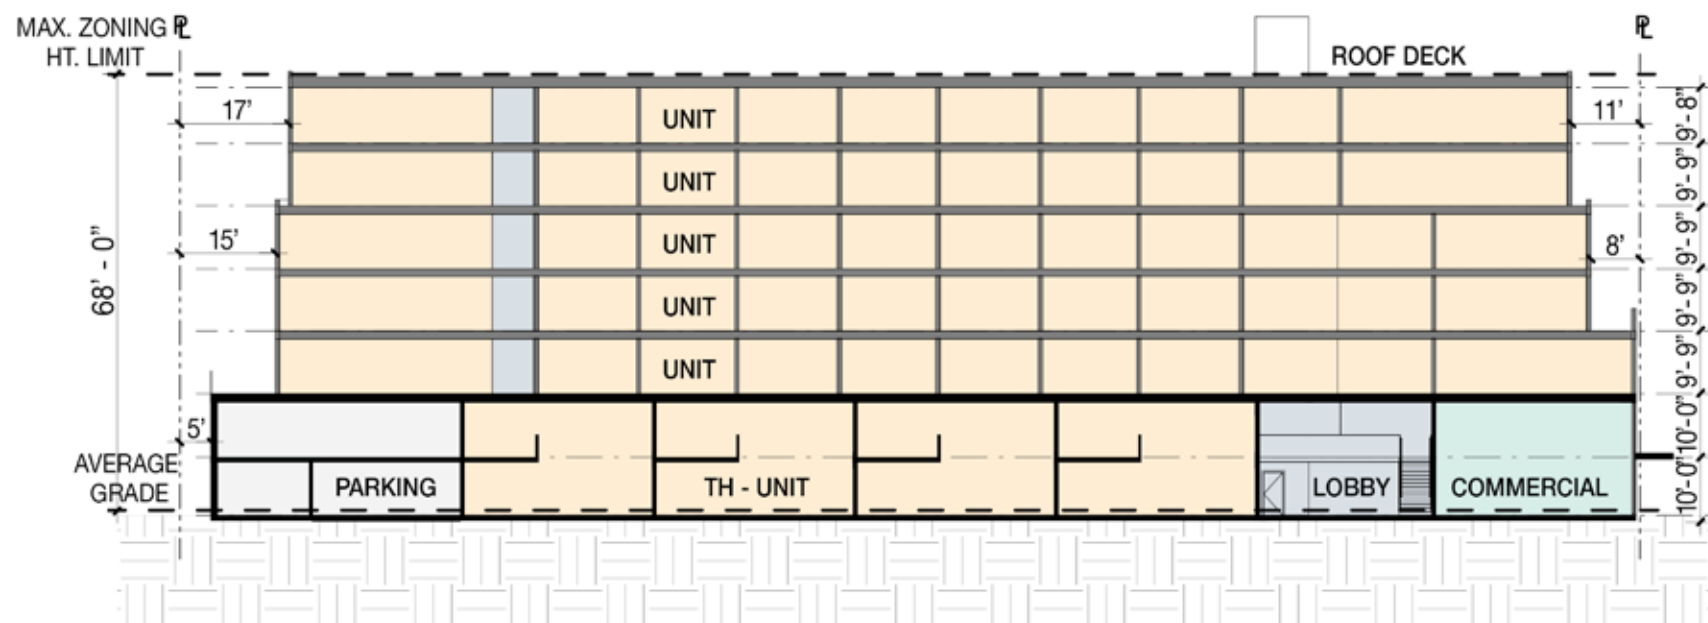 MAX. ZONING PL
HT. LIMIT
PL
ROOF DECK
17'
UNIT
11'
9'-8"
UNIT
9'-9"
15'
UNIT
8'
9'-9"
68' - 0"
UNIT
9'-9"
UNIT
9'-9"
5'
10'-0"
AVERAGE
GRADE
PARKING
TH - UNIT
LOBBY
COMMERCIAL
10'-0"